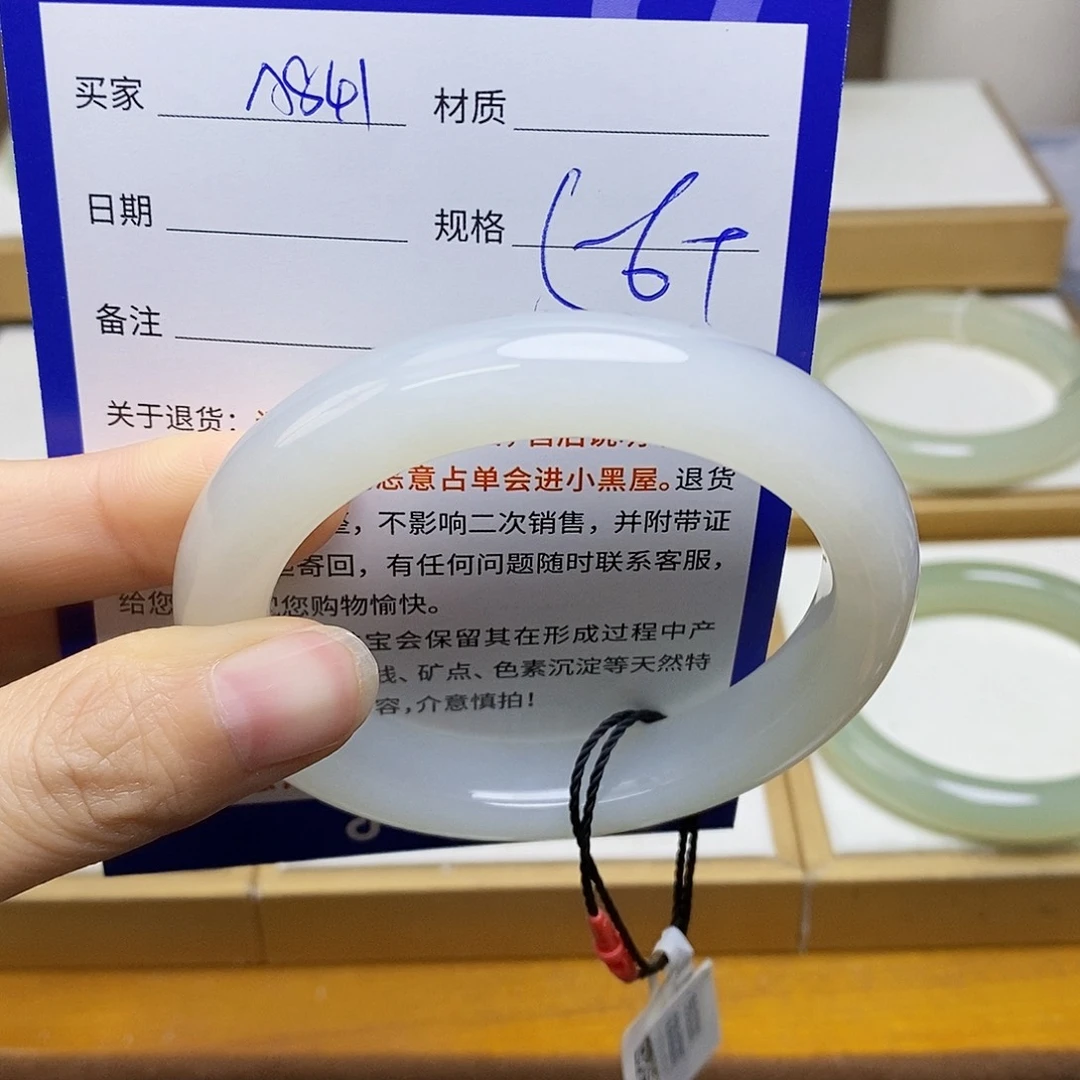 买家 材质
日期 规格
备注
关于退货：
恶意占单会进小黑屋。退货
，不影响二次销售，并附带证
寄回，有任何问题随时联系客服，
给您 您购物愉快。
宝会保留其在形成过程中产
线、矿点、色素沉淀等天然特
容，介意慎拍！